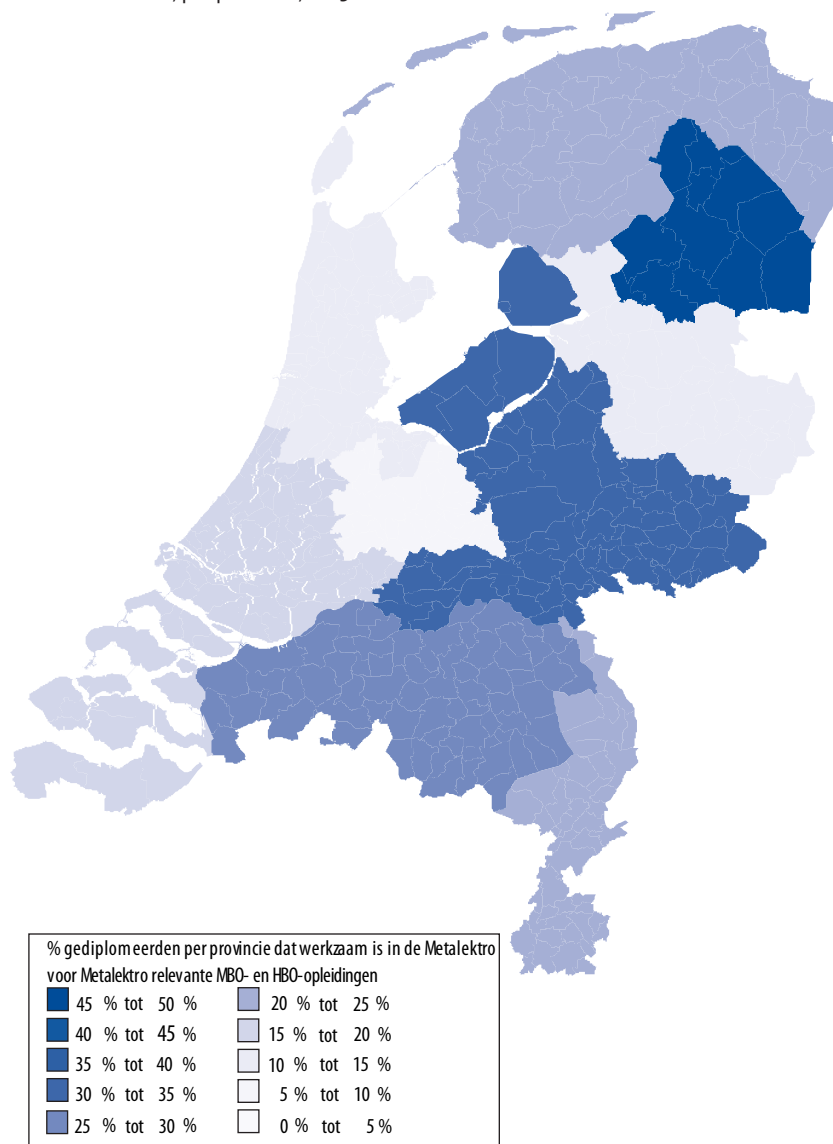 % gediplomeerden per provincie dat werkzaam is in de Metalektro
voor Metalektro relevante MBO- en HBO-opleidingen
45 % tot 50 %
40 % tot 45 %
35 % tot 40 %
30 % tot 35 %
25 % tot 30 %
20 % tot 25 %
15 % tot 20 %
10 % tot 15 %
5 % tot 10 %
0 % tot 5 %